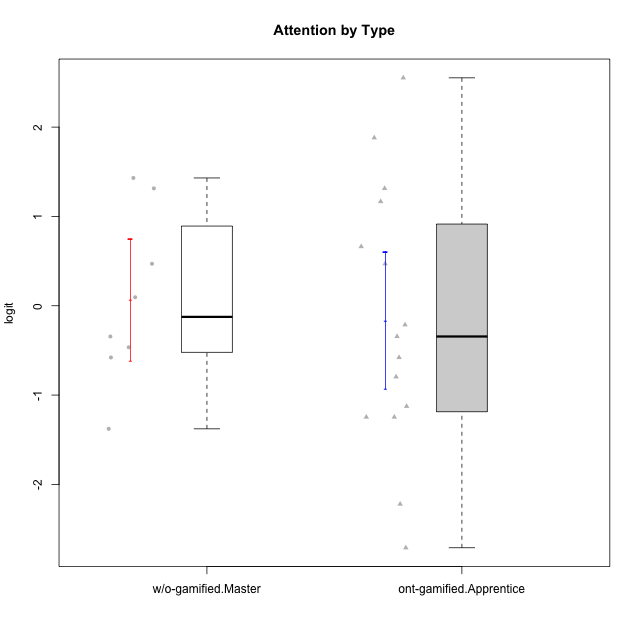 Attention by Type
logit
2
1
0
-1
-2
w/o-gamified.Master
ont-gamified.Apprentice